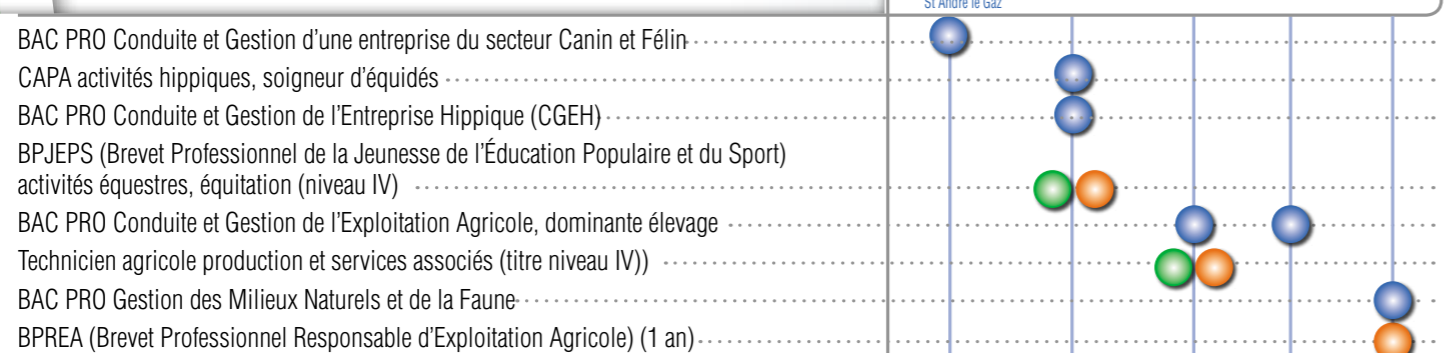 St André le Gaz
BAC PRO Conduite et Gestion d’une entreprise du secteur Canin et Félin
CAPA activités hippiques, soigneur d’équidés
BAC PRO Conduite et Gestion de l’Entreprise Hippique (CGEH)
BPJEPS (Brevet Professionnel de la Jeunesse de l’Éducation Populaire et du Sport)
activités équestres, équitation (niveau IV)
BAC PRO Conduite et Gestion de l’Exploitation Agricole, dominante élevage
Technicien agricole production et services associés (titre niveau IV))
BAC PRO Gestion des Milieux Naturels et de la Faune
BPREA (Brevet Professionnel Responsable d’Exploitation Agricole) (1 an)